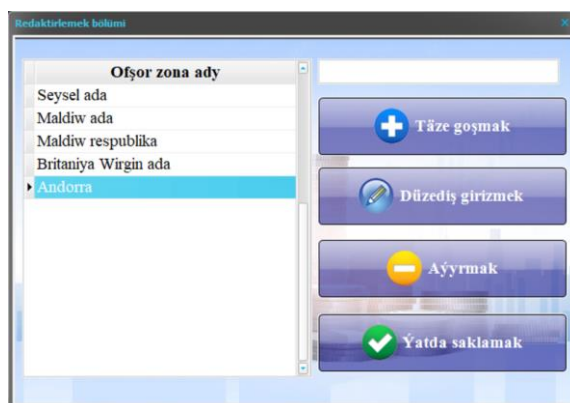 Redaktirlemek bölümi
Ofşor zona ady
Seysel ada
Maldiw ada
Maldiw respublika
Britaniya Wirgin ada
Andorra
Täze goşmak
Düzediş girizmek
Aýyrmak
Ýatda saklamak